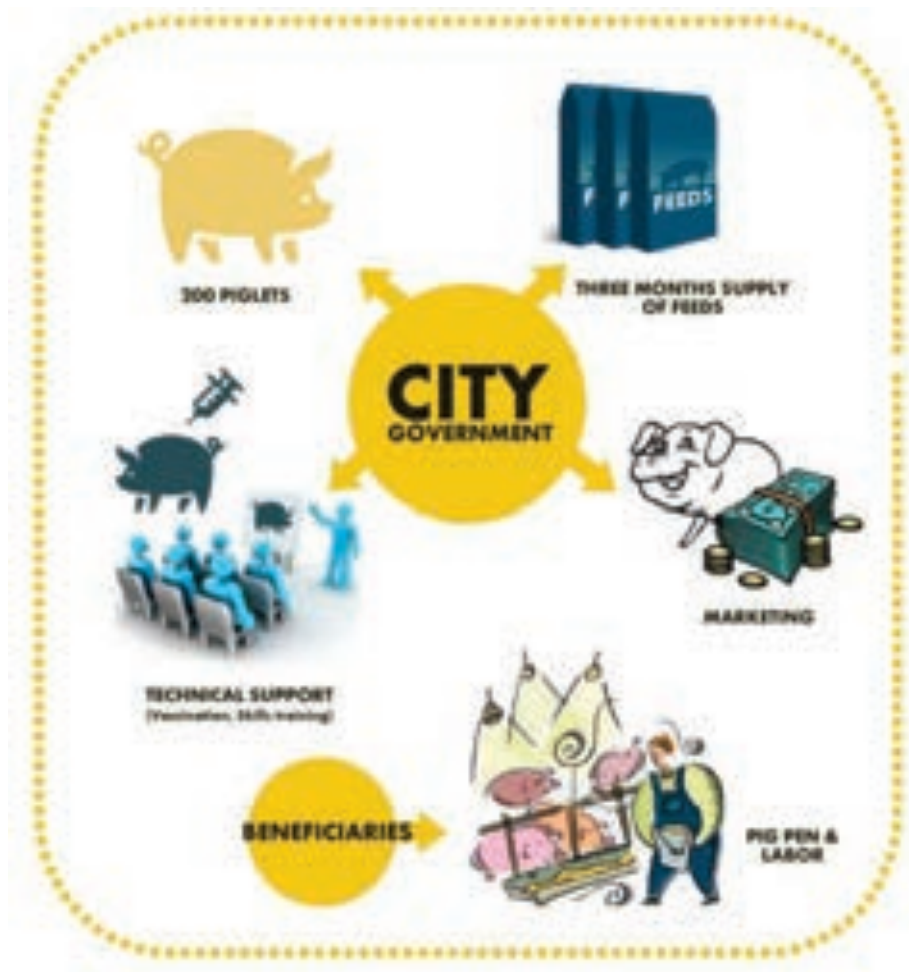 FEEDS
200 PIGLETS
THREE MONTHS SUPPLY
OF FEEDS
CITY
GOVERNMENT
MARKETING
TECHNICAL SUPPORT
(Vaccination, Skills training)
BENEFICIARIES
PIG PEN &
LABOR